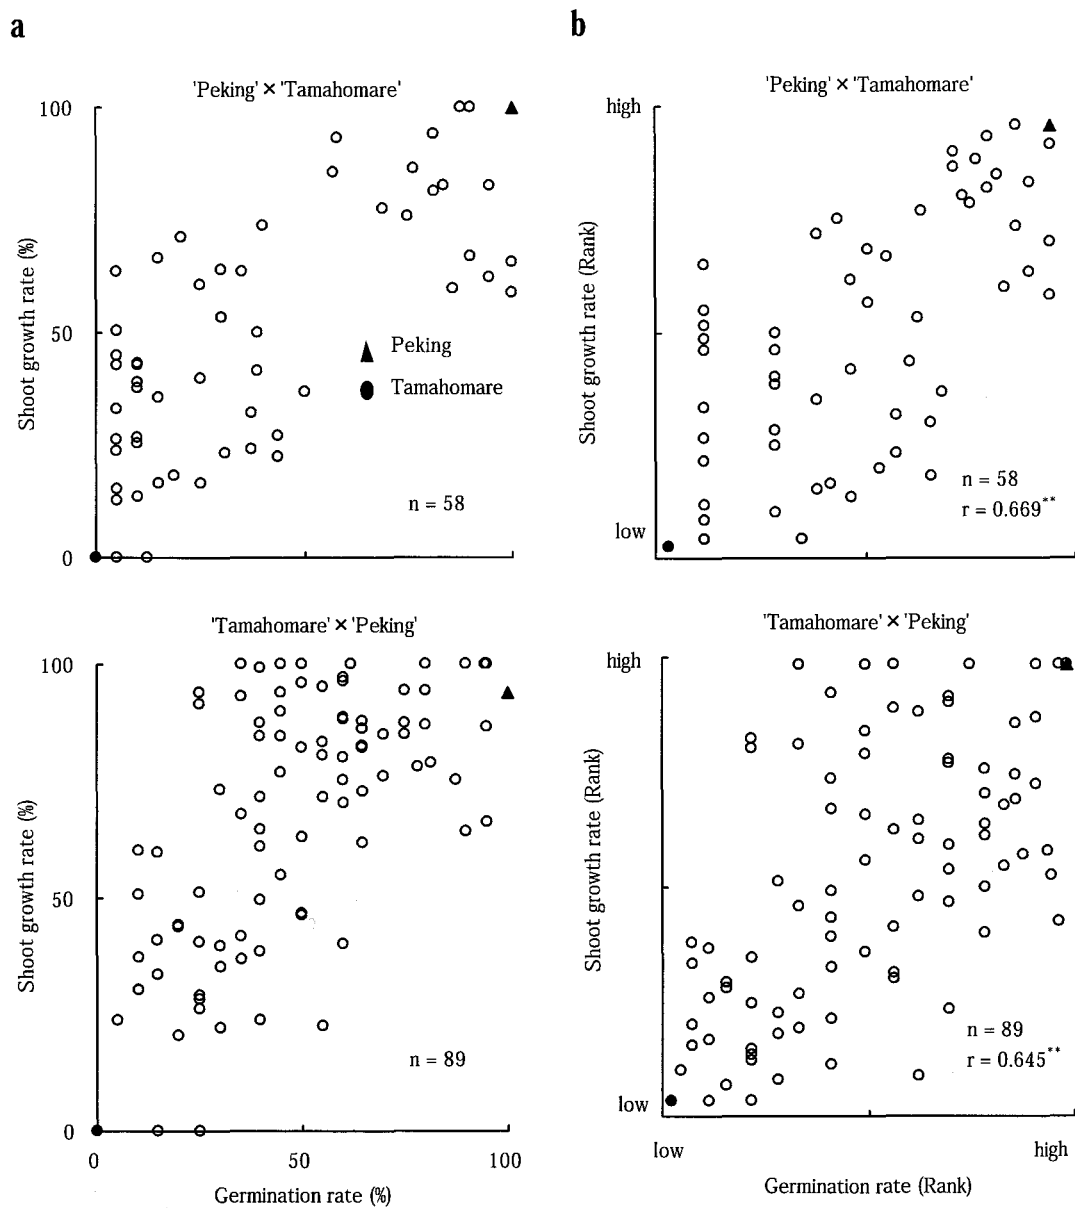 a
b
'Peking' × 'Tamahomare'
100
Shoot growth rate (%)
50
0
Peking
Tamahomare
n = 58
'Peking' × 'Tamahomare'
high
Shoot growth rate (Rank)
low
n = 58
r = 0.669**
'Tamahomare' × 'Peking'
100
Shoot growth rate (%)
50
0
n = 89
0
50
100
Germination rate (%)
'Tamahomare' × 'Peking'
high
Shoot growth rate (Rank)
low
n = 89
r = 0.645**
low
high
Germination rate (Rank)